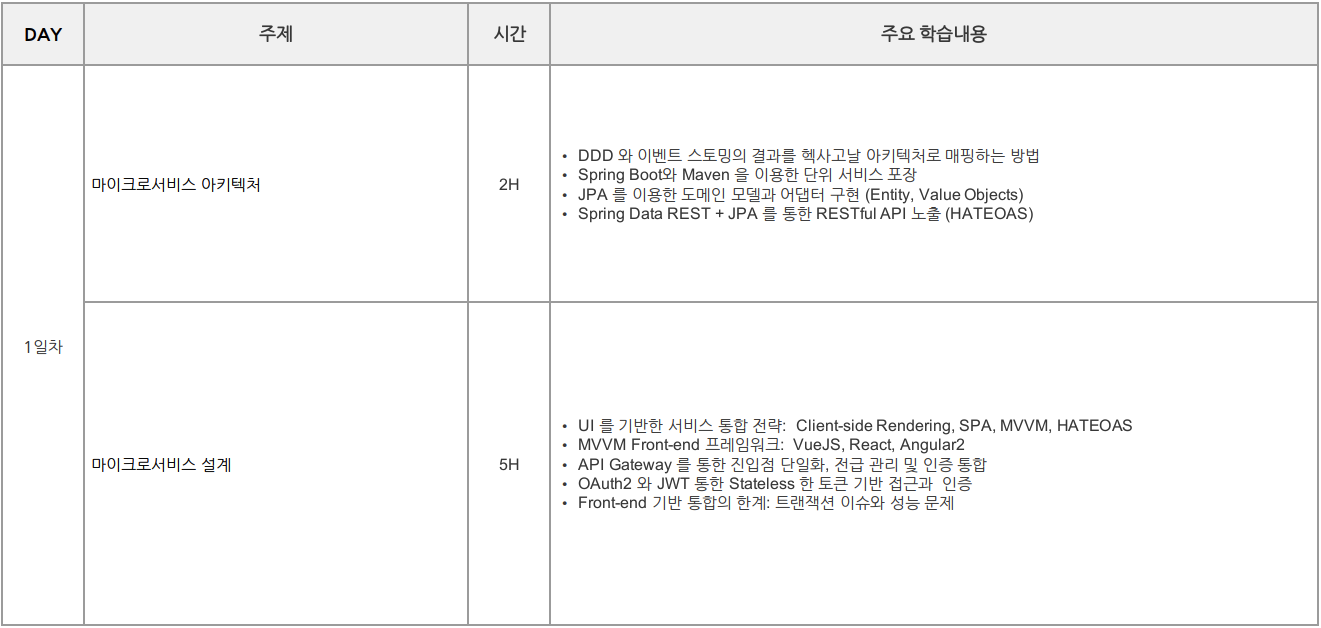 DAY 주제 시간 주요 학습내용
1일차
마이크로서비스 아키텍처 2H
• DDD 와 이벤트 스토밍의 결과를 헥사고날 아키텍처로 매핑하는 방법
• Spring Boot와 Maven 을 이용한 단위 서비스 포장
• JPA 를 이용한 도메인 모델과 어댑터 구현 (Entity, Value Objects)
• Spring Data REST + JPA 를 통한 RESTful API 노출 (HATEOAS)
마이크로서비스 설계 5H
• UI 를 기반한 서비스 통합 전략: Client-side Rendering, SPA, MVVM, HATEOAS
• MVVM Front-end 프레임워크: VueJS, React, Angular2
• API Gateway 를 통한 진입점 단일화, 전급 관리 및 인증 통합
• OAuth2 와 JWT 통한 Stateless 한 토큰 기반 접근과 인증
• Front-end 기반 통합의 한계: 트랜잭션 이슈와 성능 문제